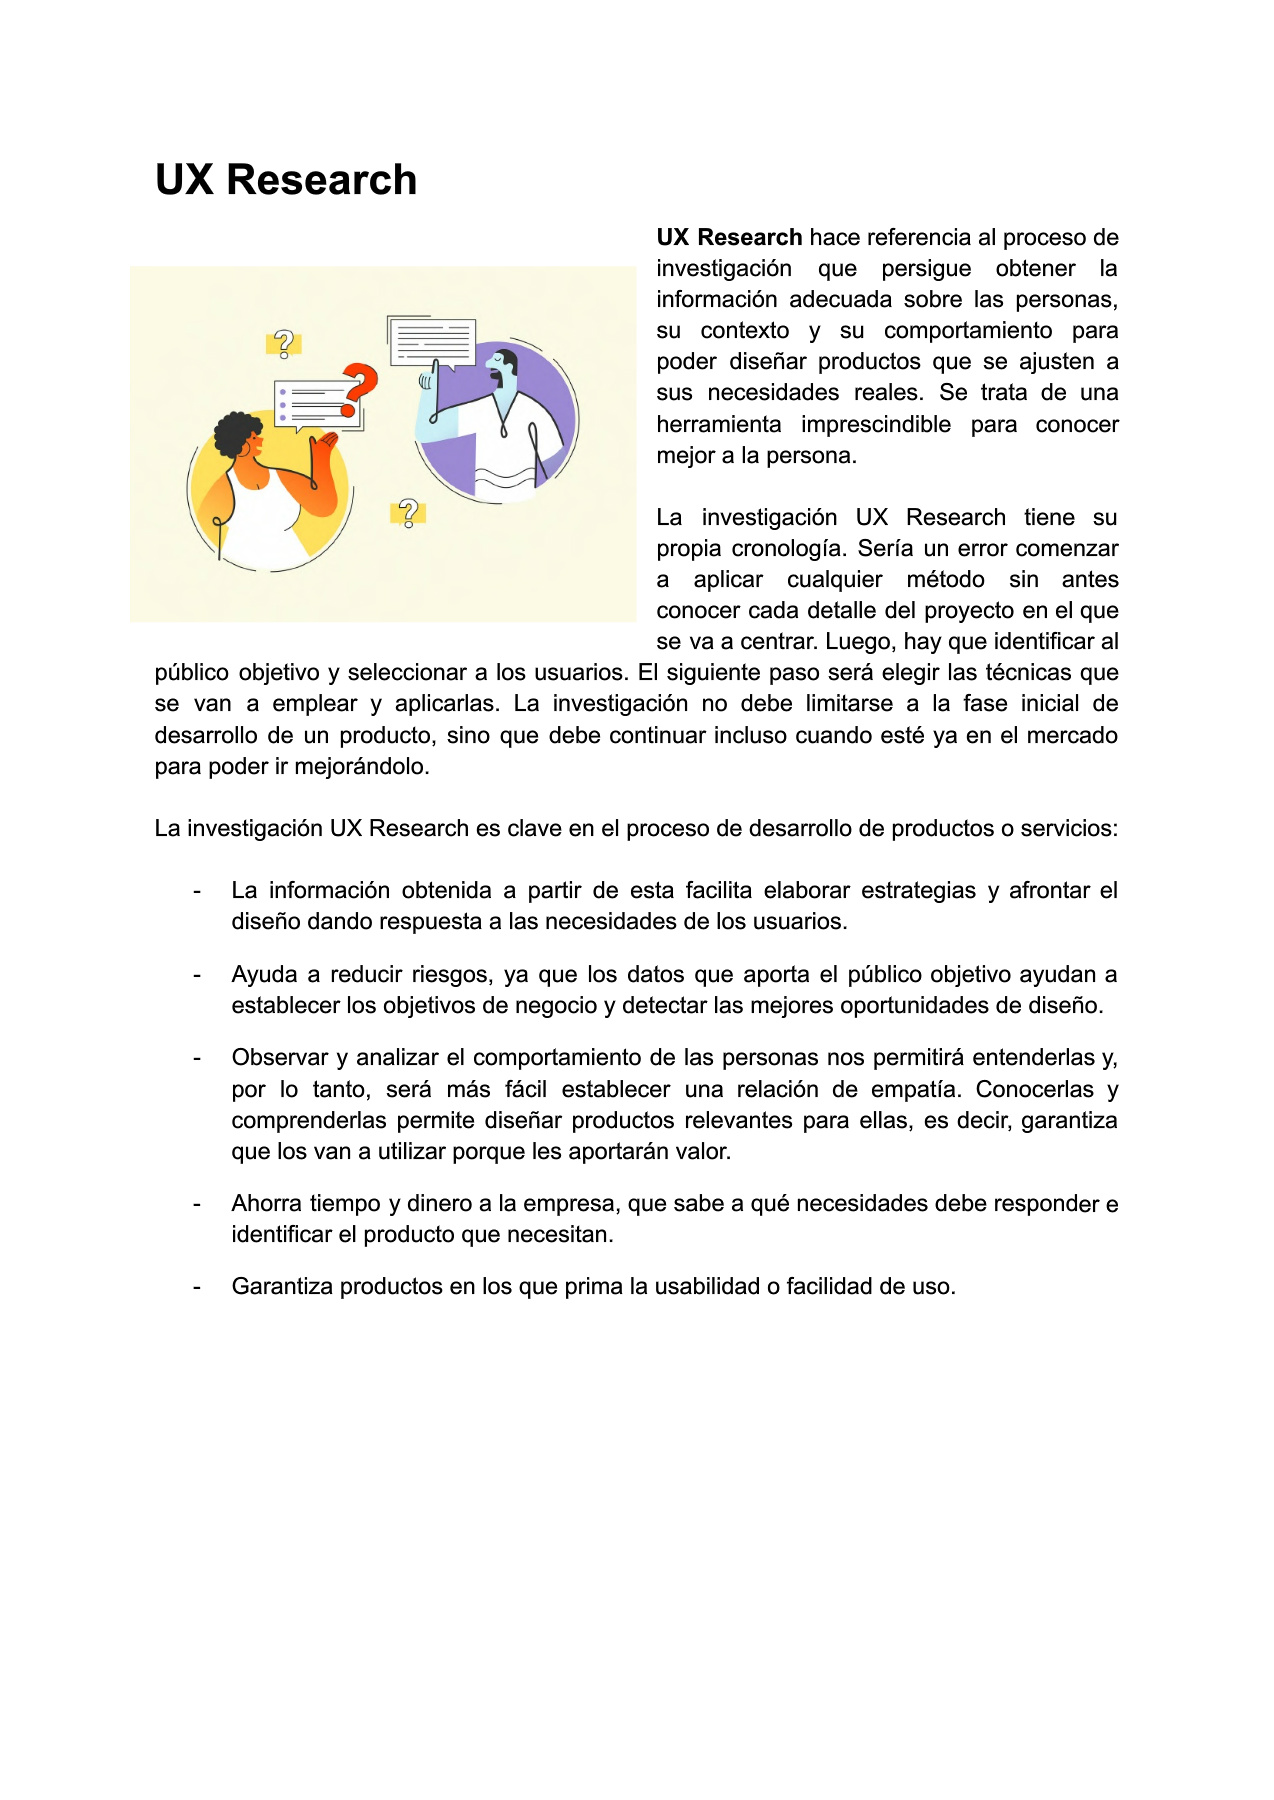 UX Research
UX Research hace referencia al proceso de
investigación que persigue obtener la
información adecuada sobre las personas,
su contexto y su comportamiento para
poder diseñar productos que se ajusten a
sus necesidades reales. Se trata de una
herramienta imprescindible para conocer
mejor a la persona.
La investigación UX Research tiene su
propia cronología. Sería un error comenzar
a aplicar cualquier método sin antes
conocer cada detalle del proyecto en el que
se va a centrar. Luego, hay que identificar al
público objetivo y seleccionar a los usuarios. El siguiente paso será elegir las técnicas que
se van a emplear y aplicarlas. La investigación no debe limitarse a la fase inicial de
desarrollo de un producto, sino que debe continuar incluso cuando esté ya en el mercado
para poder ir mejorándolo.
La investigación UX Research es clave en el proceso de desarrollo de productos o servicios:
- La información obtenida a partir de esta facilita elaborar estrategias y afrontar el
diseño dando respuesta a las necesidades de los usuarios.
- Ayuda a reducir riesgos, ya que los datos que aporta el público objetivo ayudan a
establecer los objetivos de negocio y detectar las mejores oportunidades de diseño.
- Observar y analizar el comportamiento de las personas nos permitirá entenderlas y,
por lo tanto, será más fácil establecer una relación de empatía. Conocerlas y
comprenderlas permite diseñar productos relevantes para ellas, es decir, garantiza
que los van a utilizar porque les aportarán valor.
- Ahorra tiempo y dinero a la empresa, que sabe a qué necesidades debe responder e
identificar el producto que necesitan.
- Garantiza productos en los que prima la usabilidad o facilidad de uso.
?
?
?